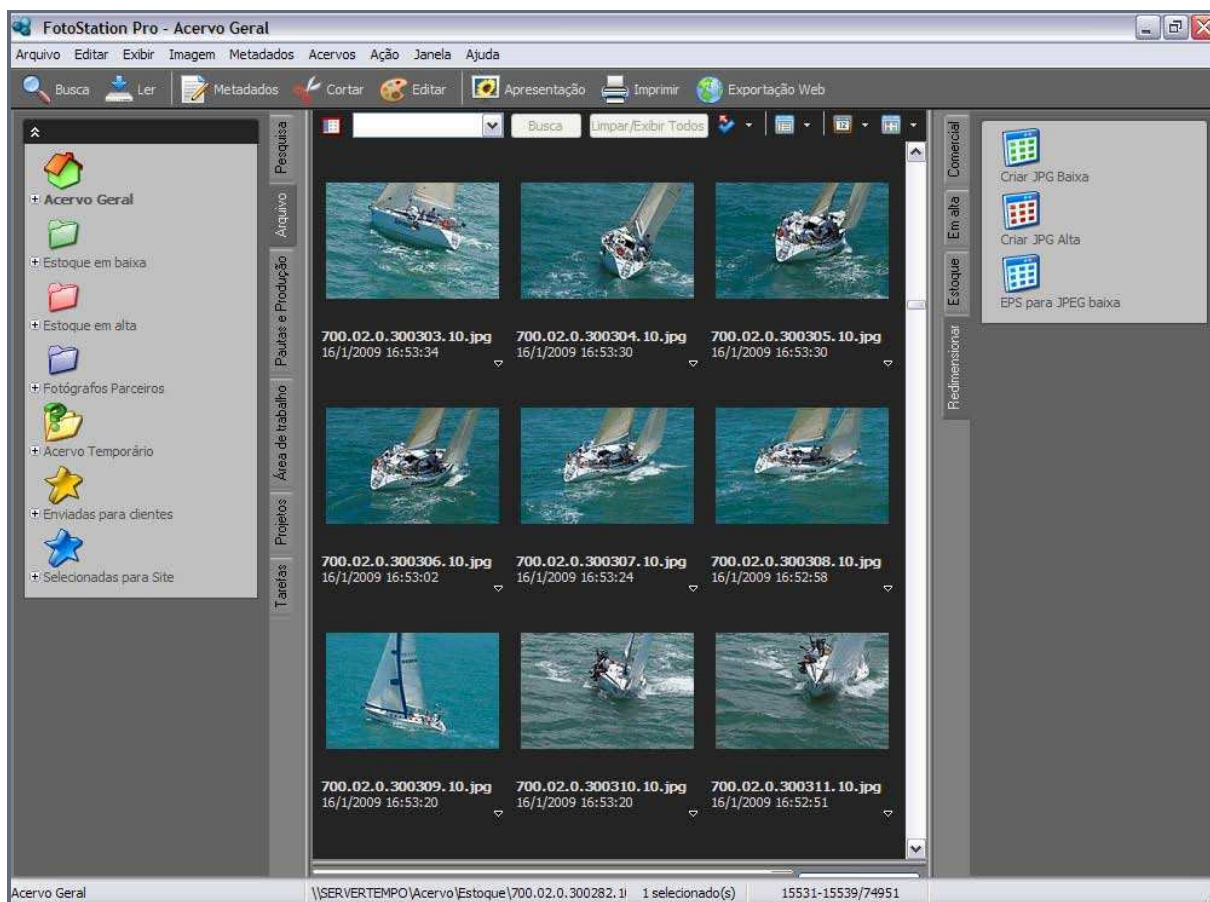 FotoStation Pro - Acervo Geral
Arquivo Editar Exibir Imagem Metadados Acervos Ação Janela Ajuda
Busca Ler Metadados Cortar Editar Apresentação Imprimir Exportação Web
Acervo Geral
Estoque em baixa
Estoque em alta
Fotógrafos Parceiros
Acervo Temporário
Enviadas para clientes
Selecionadas para Site
Pesquisa
Arquivo
Pautas e Produção
Área de trabalho
Projetos
Tarefas
Busca Limpar/Exibir Todos
12
700.02.0.300303.10.jpg 700.02.0.300304.10.jpg 700.02.0.300305.10.jpg
16/1/2009 16:53:34 16/1/2009 16:53:30 16/1/2009 16:53:30
700.02.0.300306.10.jpg 700.02.0.300307.10.jpg 700.02.0.300308.10.jpg
16/1/2009 16:53:02 16/1/2009 16:53:24 16/1/2009 16:52:58
700.02.0.300309.10.jpg 700.02.0.300310.10.jpg 700.02.0.300311.10.jpg
16/1/2009 16:53:20 16/1/2009 16:53:20 16/1/2009 16:52:51
Comercial
Em alta
Estoque
Redimensionar
Criar JPG Baixa
Criar JPG Alta
EPS para JPEG baixa
Acervo Geral \\SERVERTEMPO\Acervo\Estoque\700.02.0.300282.1 1 selecionado(s) 15531-15539/74951